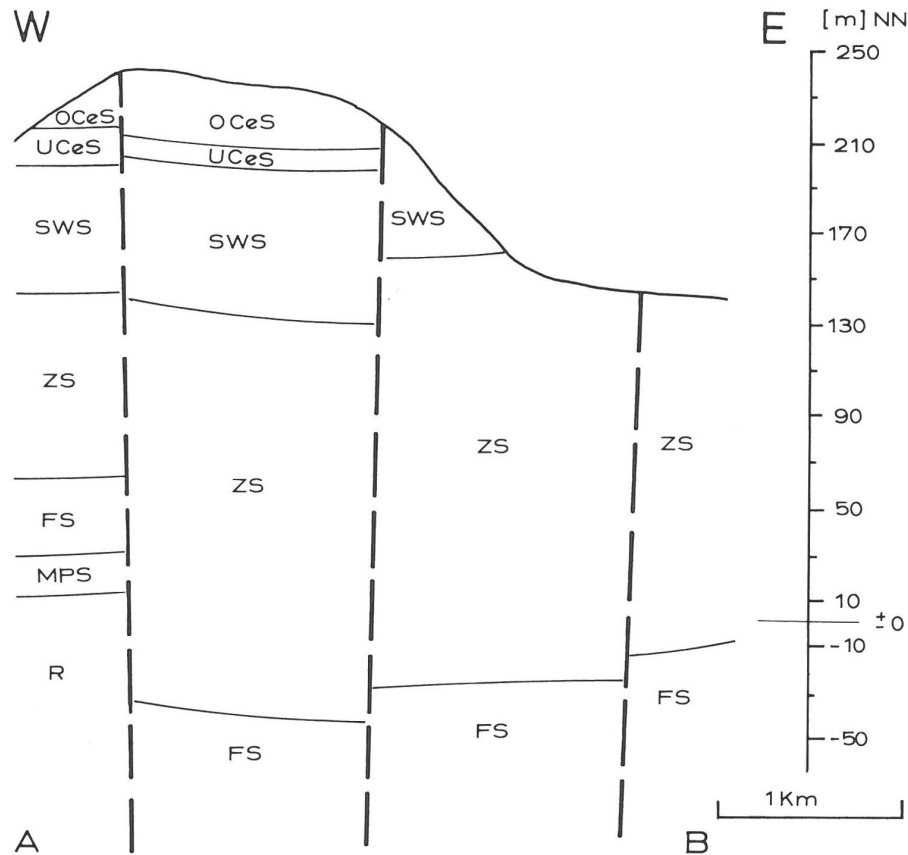 W
E
[m] NN
250
210
170
130
90
50
10
± 0
-10
-50
OCeS
UCeS
SWS
ZS
FS
MPS
R
OCeS
UCeS
SWS
ZS
FS
SWS
ZS
FS
ZS
FS
1 Km
A
B